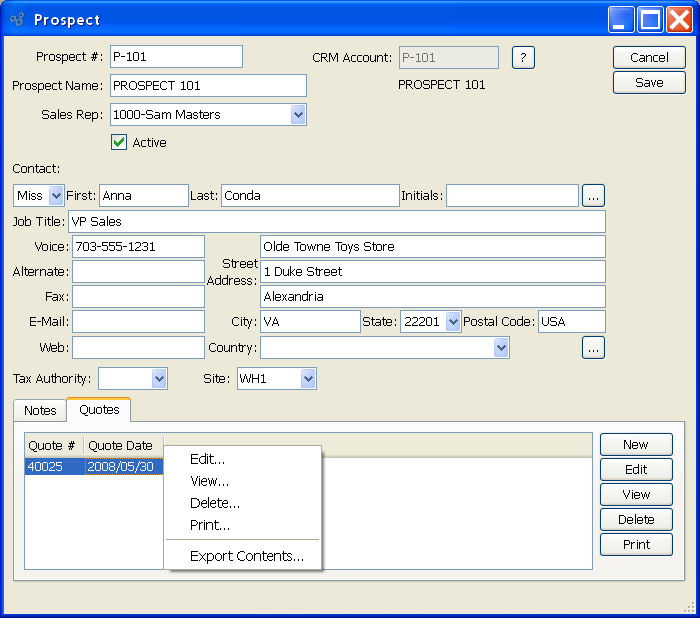 Prospect
Prospect #: P-101 CRM Account: P-101 ? Cancel
Prospect Name: PROSPECT 101 PROSPECT 101 Save
Sales Rep: 1000-Sam Masters
Active
Contact:
Miss First: Anna Last: Conda Initials: ...
Job Title: VP Sales
Voice: 703-555-1231 Olde Towne Toys Store
Alternate: Street Address: 1 Duke Street
Fax: Alexandria
E-Mail: City: VA State: 22201 Postal Code: USA
Web: Country: ...
Tax Authority: Site: WH1
Notes Quotes
Quote # Quote Date New
40025 2008/05/30 Edit... Edit
View... View
Delete... Delete
Print... Print
Export Contents...